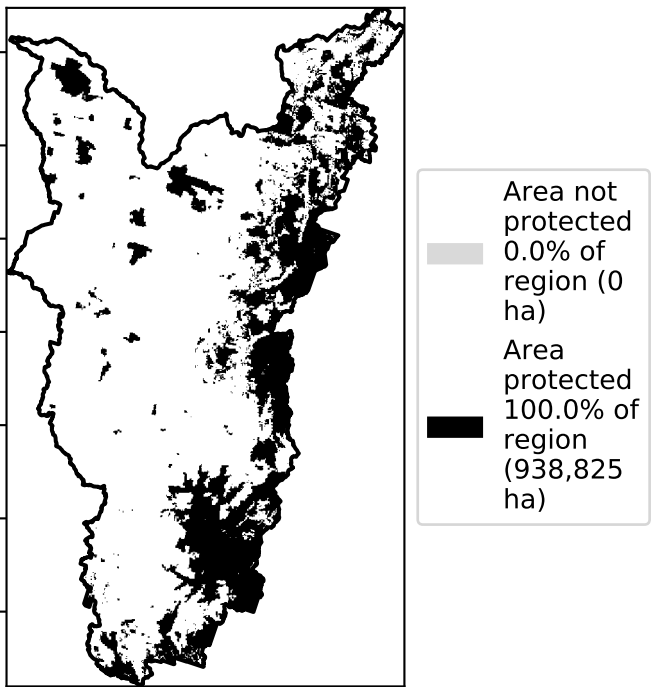 Area not
protected
0.0% of
region (0
ha)
Area
protected
100.0% of
region
(938,825
ha)